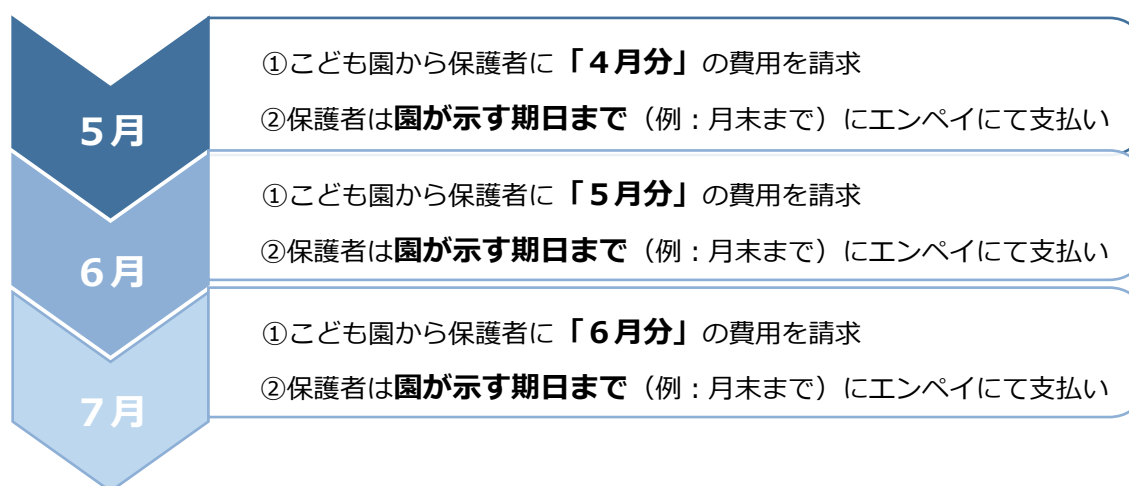 5月
①こども園から保護者に「4月分」の費用を請求
②保護者は園が示す期日まで（例：月末まで）にエンペイにて支払い
6月
①こども園から保護者に「5月分」の費用を請求
②保護者は園が示す期日まで（例：月末まで）にエンペイにて支払い
7月
①こども園から保護者に「6月分」の費用を請求
②保護者は園が示す期日まで（例：月末まで）にエンペイにて支払い